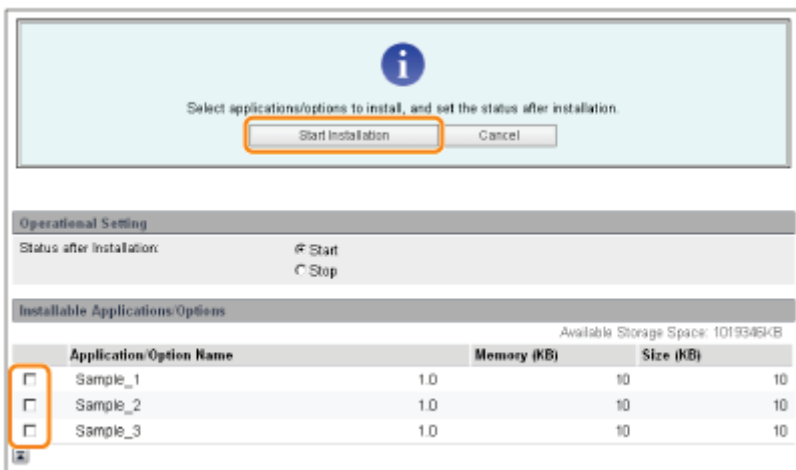 Select applications/options to install, and set the status after installation.
Start Installation Cancel
Operational Setting
Status after Installation: Start
Stop
Installable Applications/Options
Available Storage Space: 1019346KB
Application/Option Name Memory (KB) Size (KB)
Sample_1 1.0 10 10
Sample_2 1.0 10 10
Sample_3 1.0 10 10